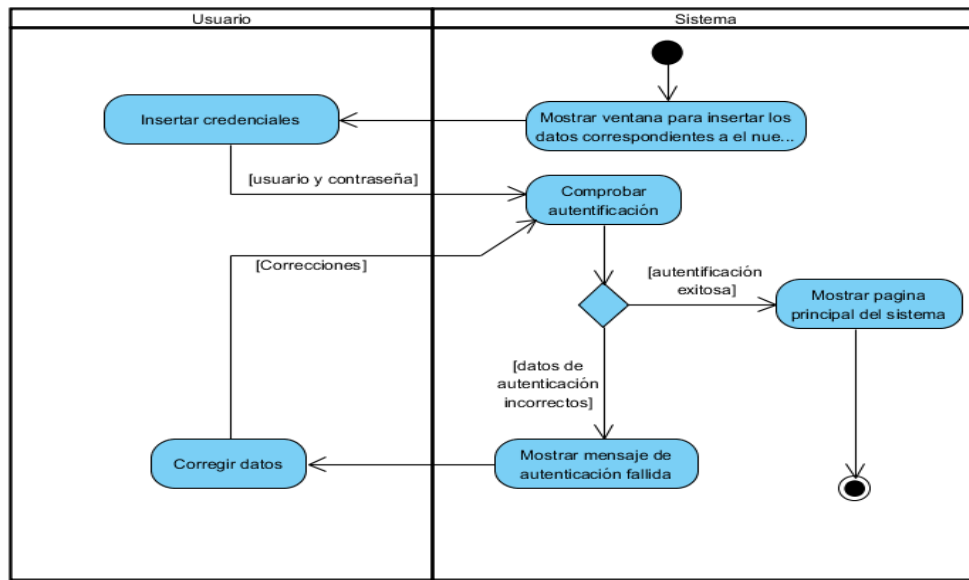 Usuario
Sistema
Insertar credenciales
Mostrar ventana para insertar los
datos correspondientes a el nue...
[usuario y contraseña]
Comprobar
autentificación
[Correcciones]
[autentificación
exitosa]
Mostrar pagina
principal del sistema
[datos de
autenticación
incorrectos]
Corregir datos
Mostrar mensaje de
autenticación fallida